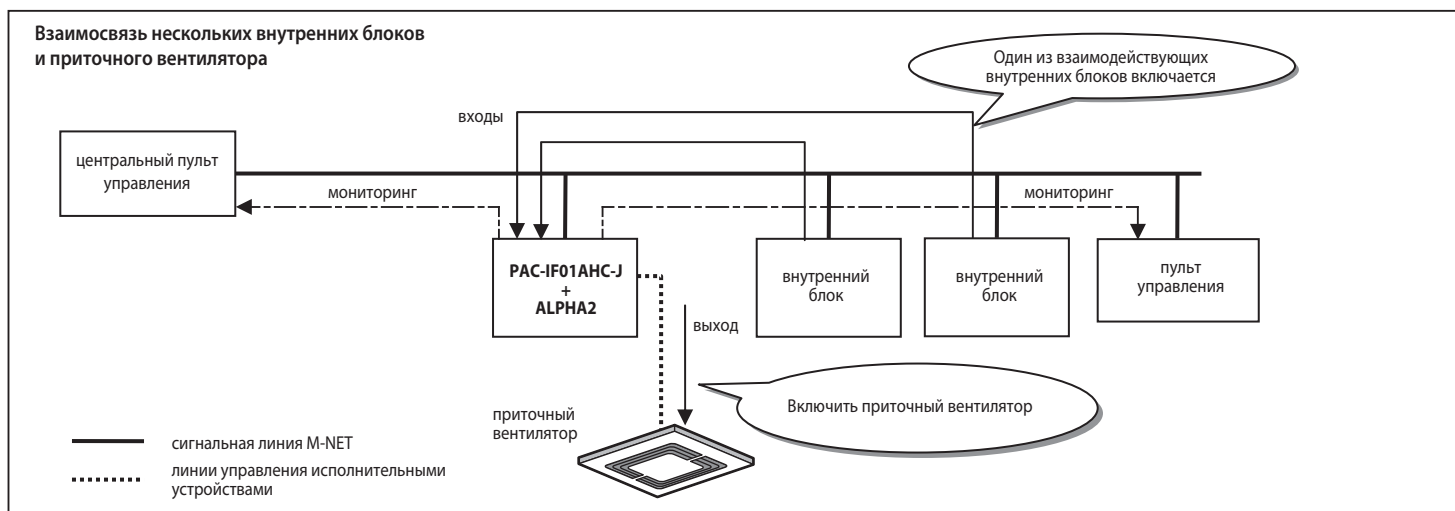 Взаимосвязь нескольких внутренних блоков
и приточного вентилятора
Один из взаимодействующих
внутренних блоков включается
входы
центральный пульт
управления
мониторинг
мониторинг
PAC-IF01AHC-J
+
ALPHA2
внутренний
блок
внутренний
блок
пульт
управления
выход
Включить приточный вентилятор
приточный
вентилятор
сигнальная линия M-NET
линии управления исполнительными
устройствами